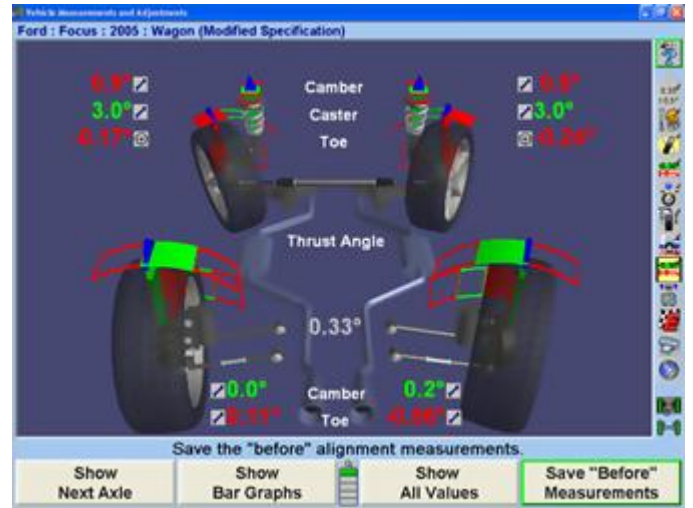 Vehicle Measurements and Adjustments
Ford : Focus : 2005 : Wagon (Modified Specification)
Camber
3.0° Caster 3.0°
-0.17° Toe
Thrust Angle
0.33°
0.0° Camber 0.2°
Toe
Save the "before" alignment measurements.
Show Show Show Save "Before"
Next Axle Bar Graphs All Values Measurements